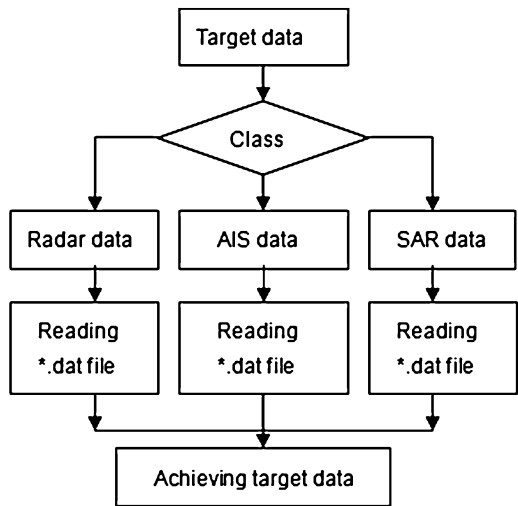 Target data
Class
Radar data
AIS data
SAR data
Reading
*.dat file
Reading
*.dat file
Reading
*.dat file
Achieving target data